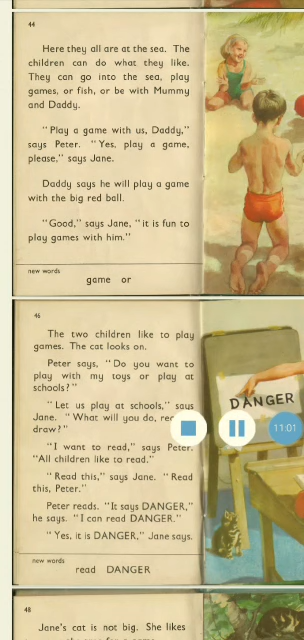 44
Here they all are at the sea. The
children can do what they like.
They can go into the sea, play
games, or fish, or be with Mummy
and Daddy.
"Play a game with us, Daddy,"
says Peter. "Yes, play a game,
please," says Jane.
Daddy says he will play a game
with the big red ball.
"Good," says Jane, "it is fun to
play games with him."
new words
game or
46
The two children like to play
games. The cat looks on.
Peter says, "Do you want to
play with my toys or play at
schools?"
"Let us play at schools," says
Jane. "What will you do,
draw?"
"I want to read," says Peter.
"All children like to read."
"Read this," says Jane. "Read
this, Peter."
Peter reads. "It says DANGER,"
he says. "I can read DANGER."
"Yes, it is DANGER," Jane says.
DANGER
11:01
new words
read DANGER
48
Jane's cat is not big. She likes